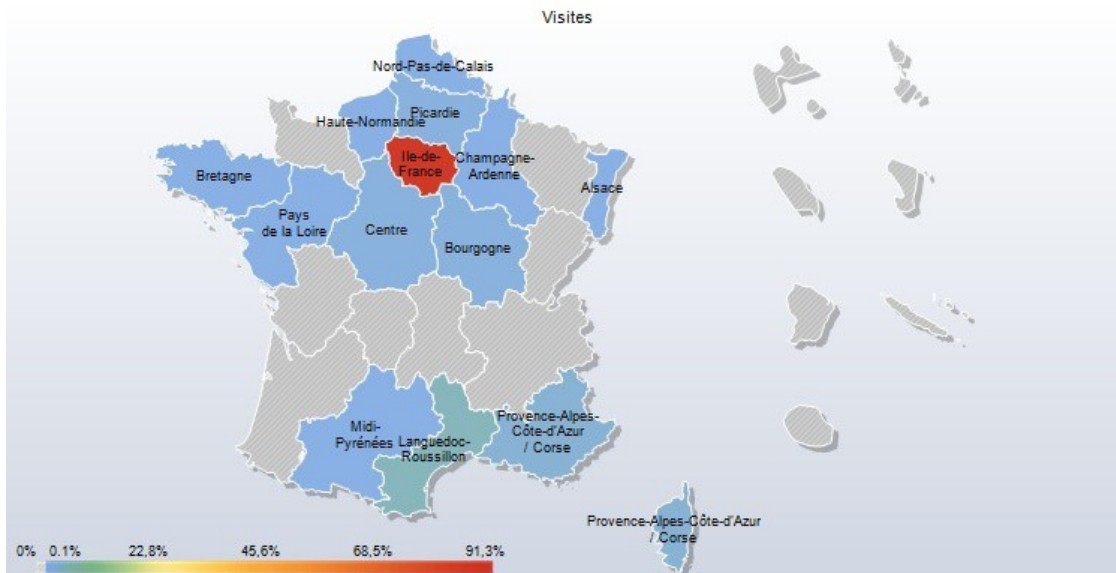 Visites
Nord-Pas-de-Calais
Picardie
Haute-Normandie
Ile-de-
France
Champagne-
Ardenne
Alsace
Bretagne
Pays
de la Loire
Centre
Bourgogne
Midi-
Pyrénées
Languedoc-
Roussillon
Provence-Alpes-
Côte-d'Azur
/ Corse
Provence-Alpes-Côte-d'Azur
/ Corse
0% 0.1% 22,8% 45,6% 68,5% 91,3%